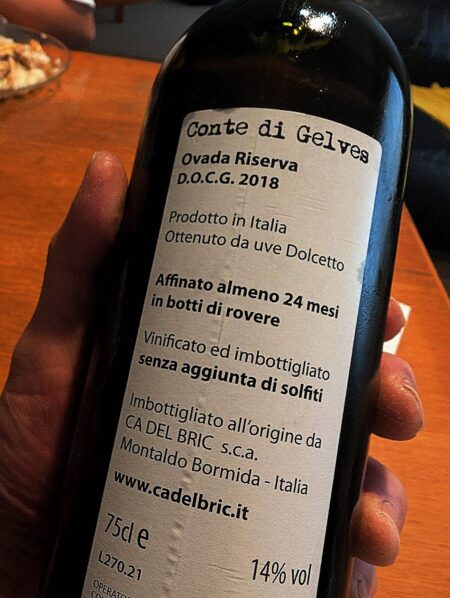 Conte di Gelves
Ovada Riserva
D.O.C.G. 2018
Prodotto in Italia
Ottenuto da uve Dolcetto
Affinato almeno 24 mesi
in botti di rovere
Vinificato ed imbottigliato
senza aggiunta di solfiti
Imbottigliato all'origine da
CA DEL BRIC s.c.a.
Montaldo Bormida - Italia
www.cadelbric.it
75cl e
14% vol
L270.21